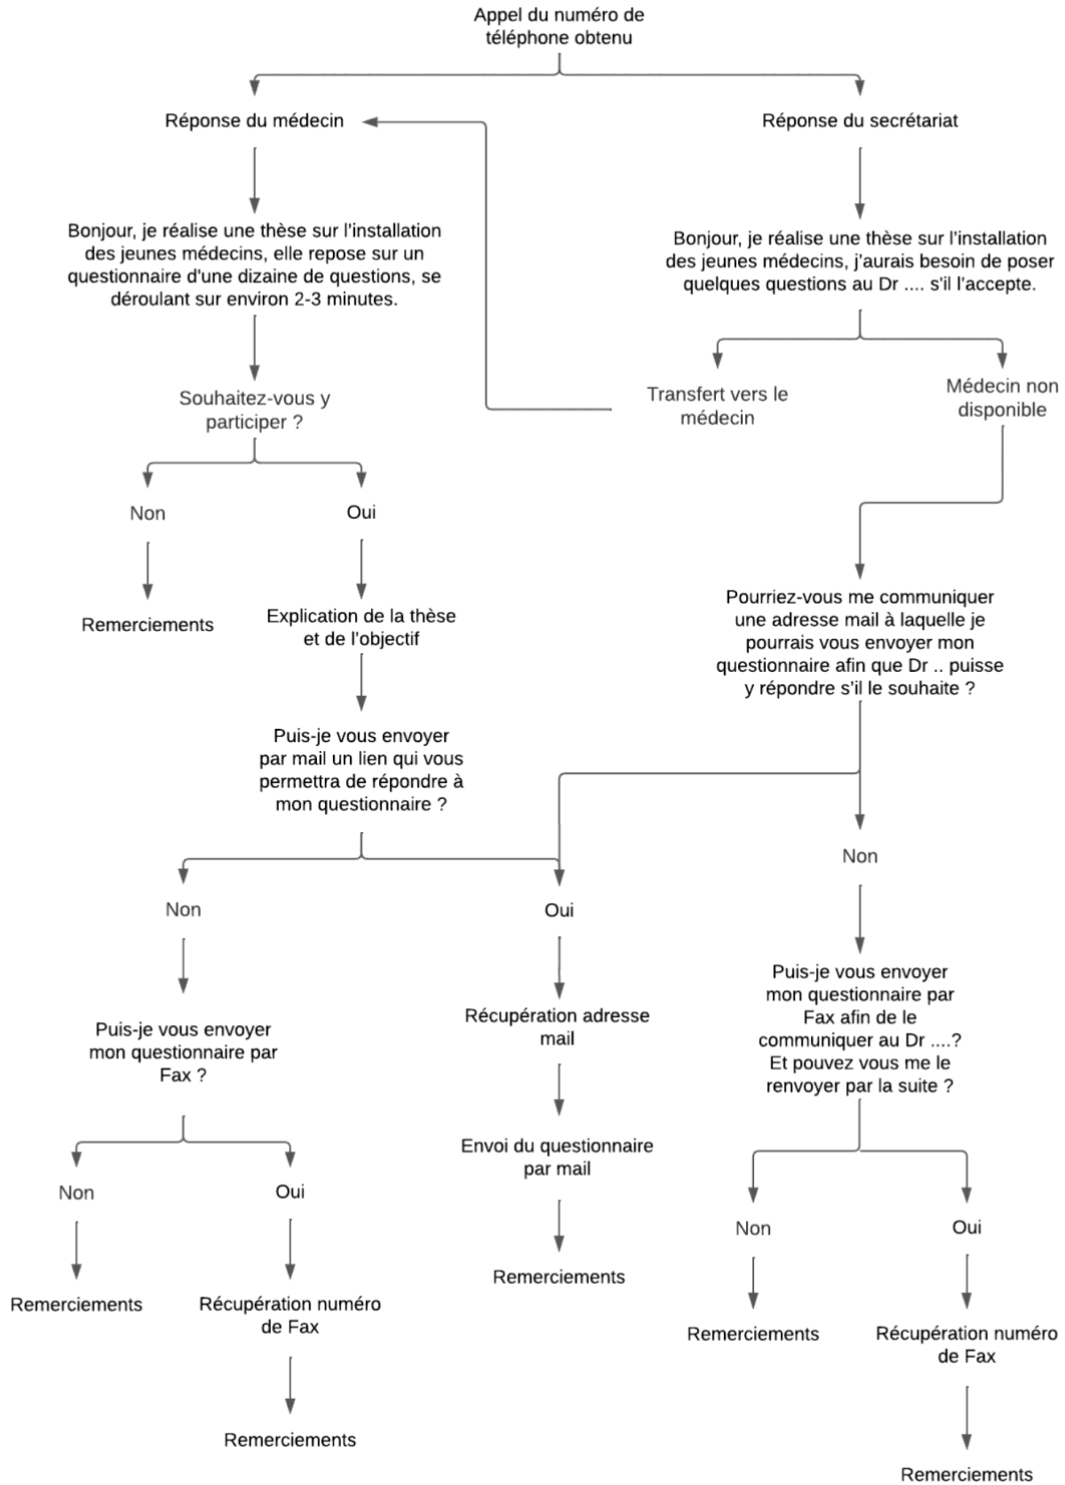 Appel du numéro de
téléphone obtenu
Réponse du médecin
Réponse du secrétariat
Bonjour, je réalise une thèse sur l'installation
des jeunes médecins, elle repose sur un
questionnaire d'une dizaine de questions, se
déroulant sur environ 2-3 minutes.
Bonjour, je réalise une thèse sur l'installation
des jeunes médecins, j'aurais besoin de poser
quelques questions au Dr .... s'il l'accepte.
Souhaitez-vous y
participer ?
Transfert vers le
médecin
Médecin non
disponible
Non
Oui
Remerciements
Explication de la thèse
et de l'objectif
Pourriez-vous me communiquer
une adresse mail à laquelle je
pourrais vous envoyer mon
questionnaire afin que Dr .. puisse
y répondre s'il le souhaite ?
Puis-je vous envoyer
par mail un lien qui vous
permettra de répondre à
mon questionnaire ?
Non
Oui
Non
Puis-je vous envoyer
mon questionnaire par
Fax ?
Récupération adresse
mail
Puis-je vous envoyer
mon questionnaire par
Fax afin de le
communiquer au Dr ....?
Et pouvez vous me le
renvoyer par la suite ?
Envoi du questionnaire
par mail
Non
Oui
Non
Oui
Remerciements
Remerciements
Récupération numéro
de Fax
Remerciements
Récupération numéro
de Fax
Remerciements
Remerciements